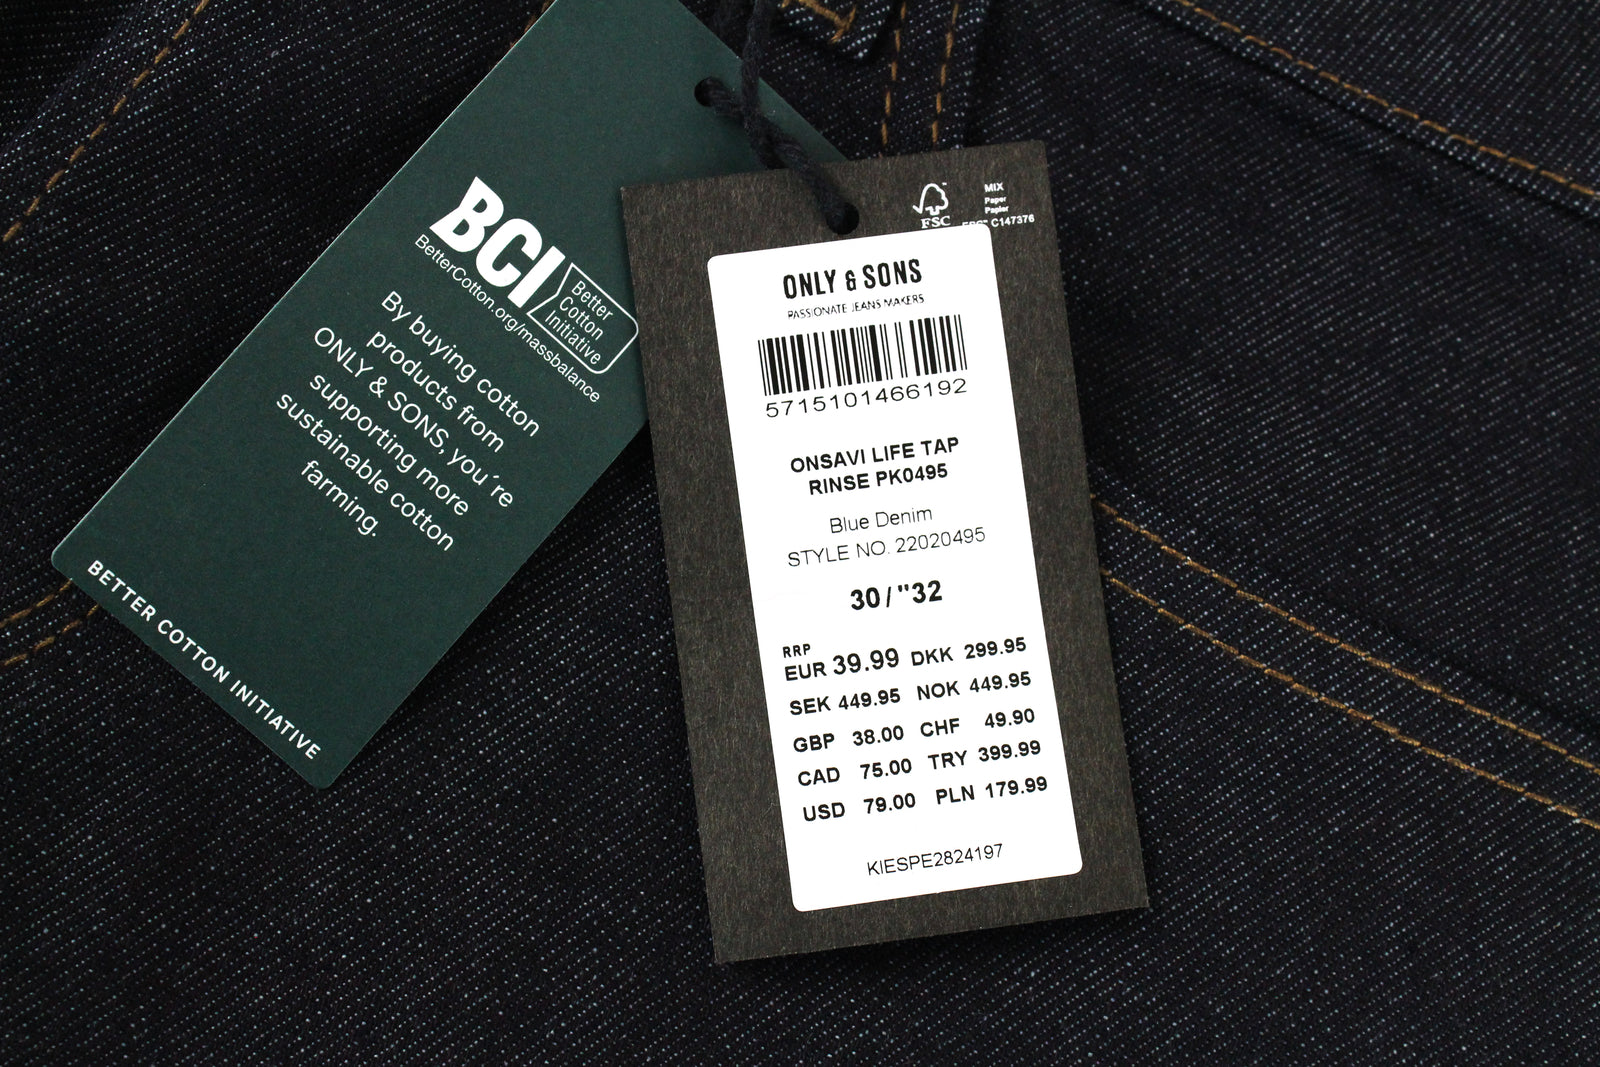 BCI
Better
Cotton
Initiative
BetterCotton.org/massbalance
By buying cotton
products from
ONLY & SONS, you´re
supporting more
sustainable cotton
farming.
BETTER COTTON INITIATIVE
FSC
MIX
Paper
Papier
C147376
ONLY & SONS
PASSIONATE JEANS MAKERS
5715101466192
ONSAVI LIFE TAP
RINSE PK0495
Blue Denim
STYLE NO. 22020495
30/"32
RRP
EUR 39.99 DKK 299.95
SEK 449.95 NOK 449.95
GBP 38.00 CHF 49.90
CAD 75.00 TRY 399.99
USD 79.00 PLN 179.99
KIESPE2824197